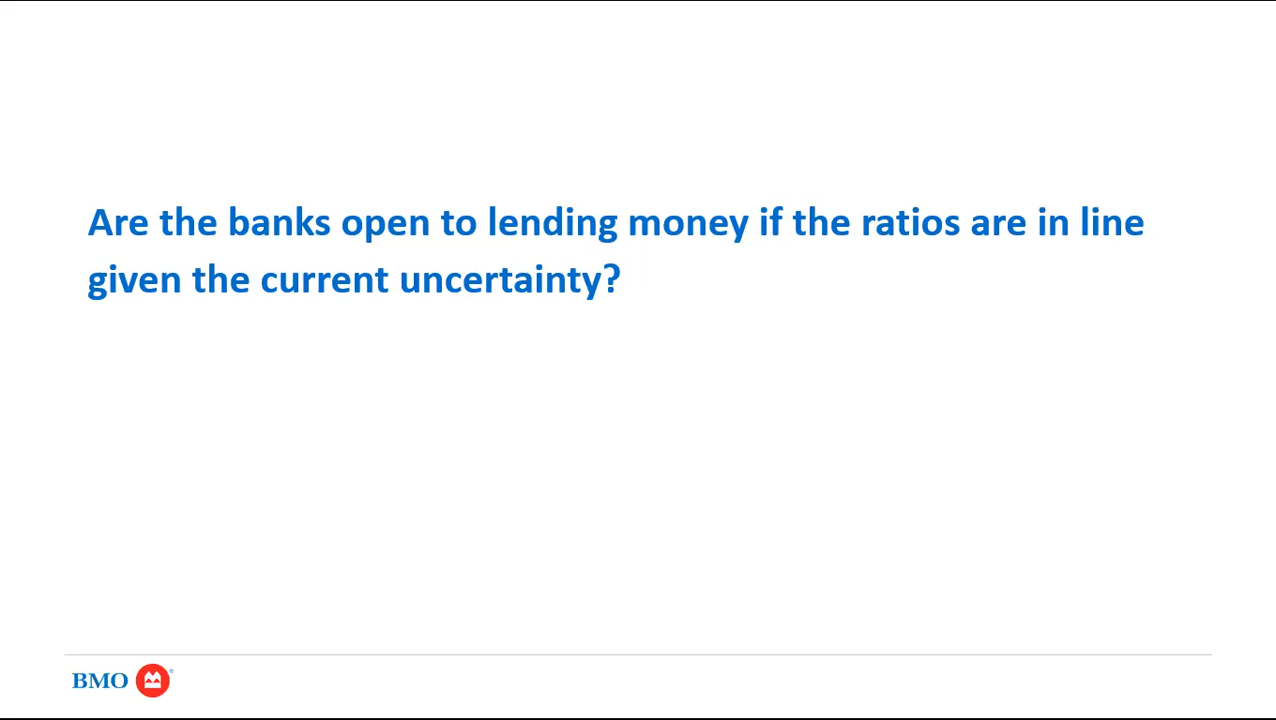 Are the banks open to lending money if the ratios are in line
given the current uncertainty?
BMO